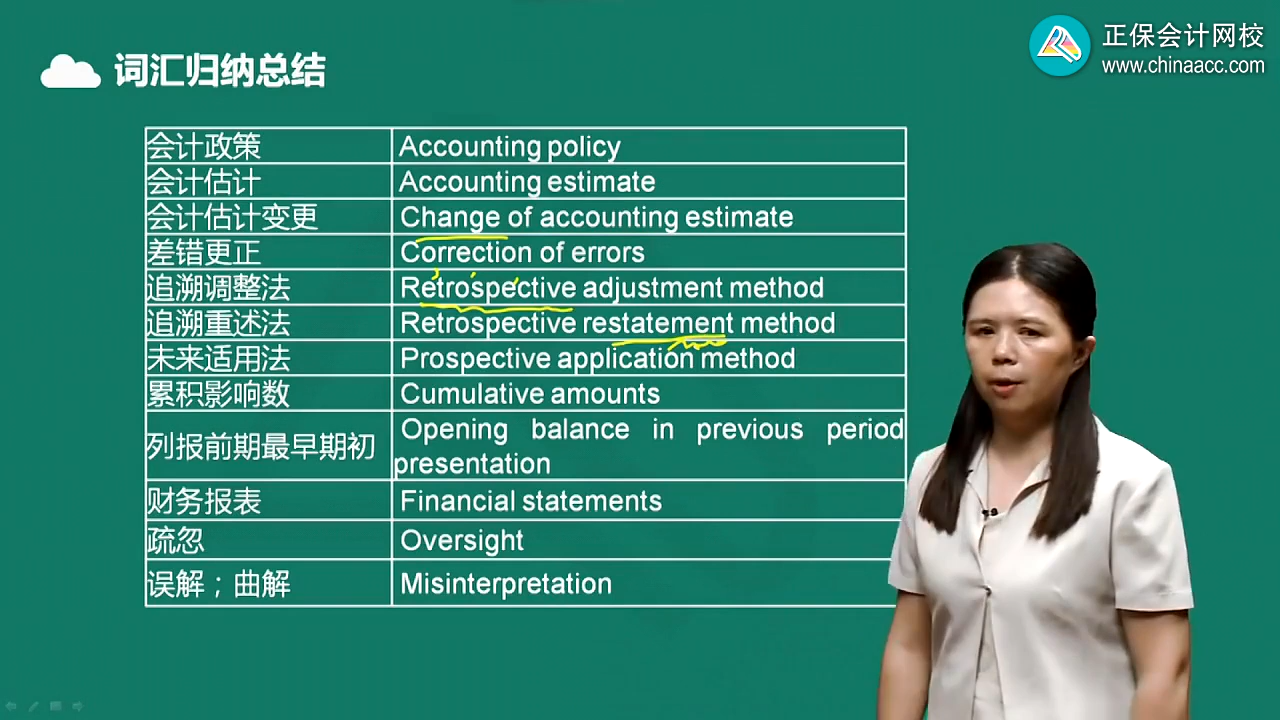 词汇归纳总结
正保会计网校
www.chinaacc.com
会计政策 Accounting policy
会计估计 Accounting estimate
会计估计变更 Change of accounting estimate
差错更正 Correction of errors
追溯调整法 Retrospective adjustment method
追溯重述法 Retrospective restatement method
未来适用法 Prospective application method
累积影响数 Cumulative amounts
列报前期最早期初 Opening balance in previous period
presentation
财务报表 Financial statements
疏忽 Oversight
误解；曲解 Misinterpretation